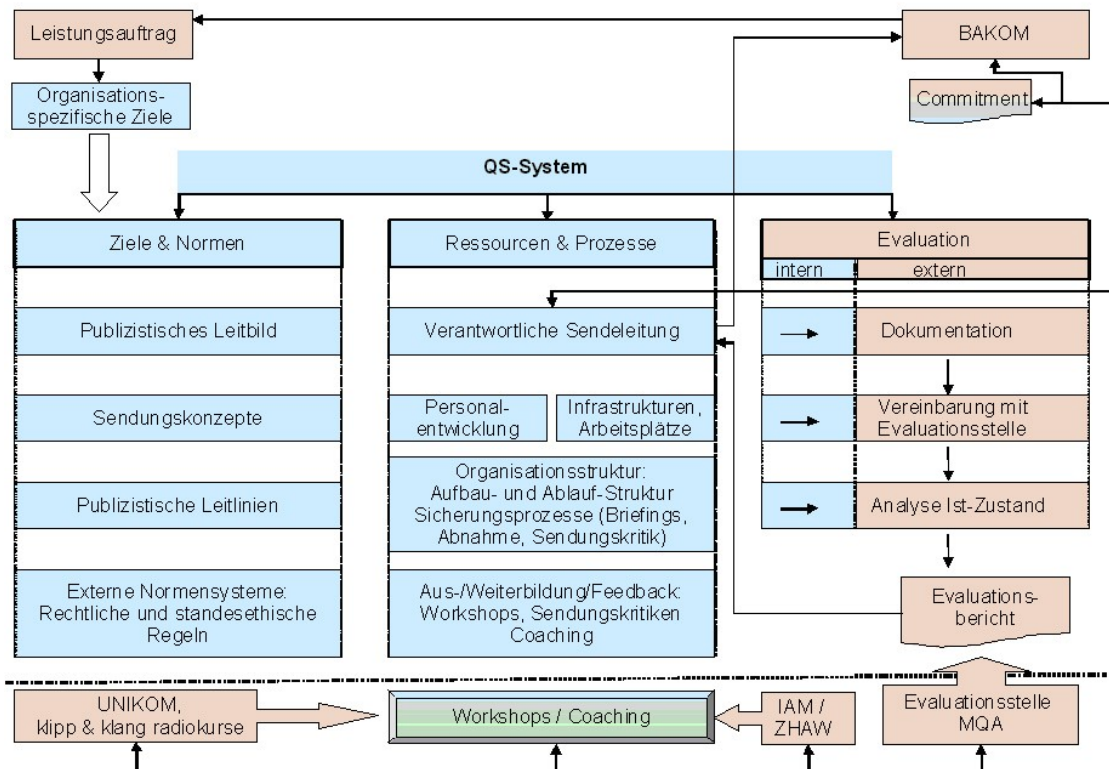 Leistungsauftrag
BAKOM
Organisations-
spezifische Ziele
Commitment
QS-System
Ziele & Normen
Ressourcen & Prozesse
Evaluation
intern
extern
Publizistisches Leitbild
Verantwortliche Sendeleitung
Dokumentation
Sendungskonzepte
Personal-
entwicklung
Infrastrukturen,
Arbeitsplätze
Vereinbarung mit
Evaluationsstelle
Publizistische Leitlinien
Organisationsstruktur:
Aufbau- und Ablauf-Struktur
Sicherungsprozesse (Briefings,
Abnahme, Sendungskritik)
Analyse Ist-Zustand
Externe Normensysteme:
Rechtliche und standesethische
Regeln
Aus-/Weiterbildung/Feedback:
Workshops, Sendungskritiken
Coaching
Evaluations-
bericht
UNIKOM,
klipp & klang radiokurse
Workshops / Coaching
IAM /
ZHAW
Evaluationsstelle
MQA